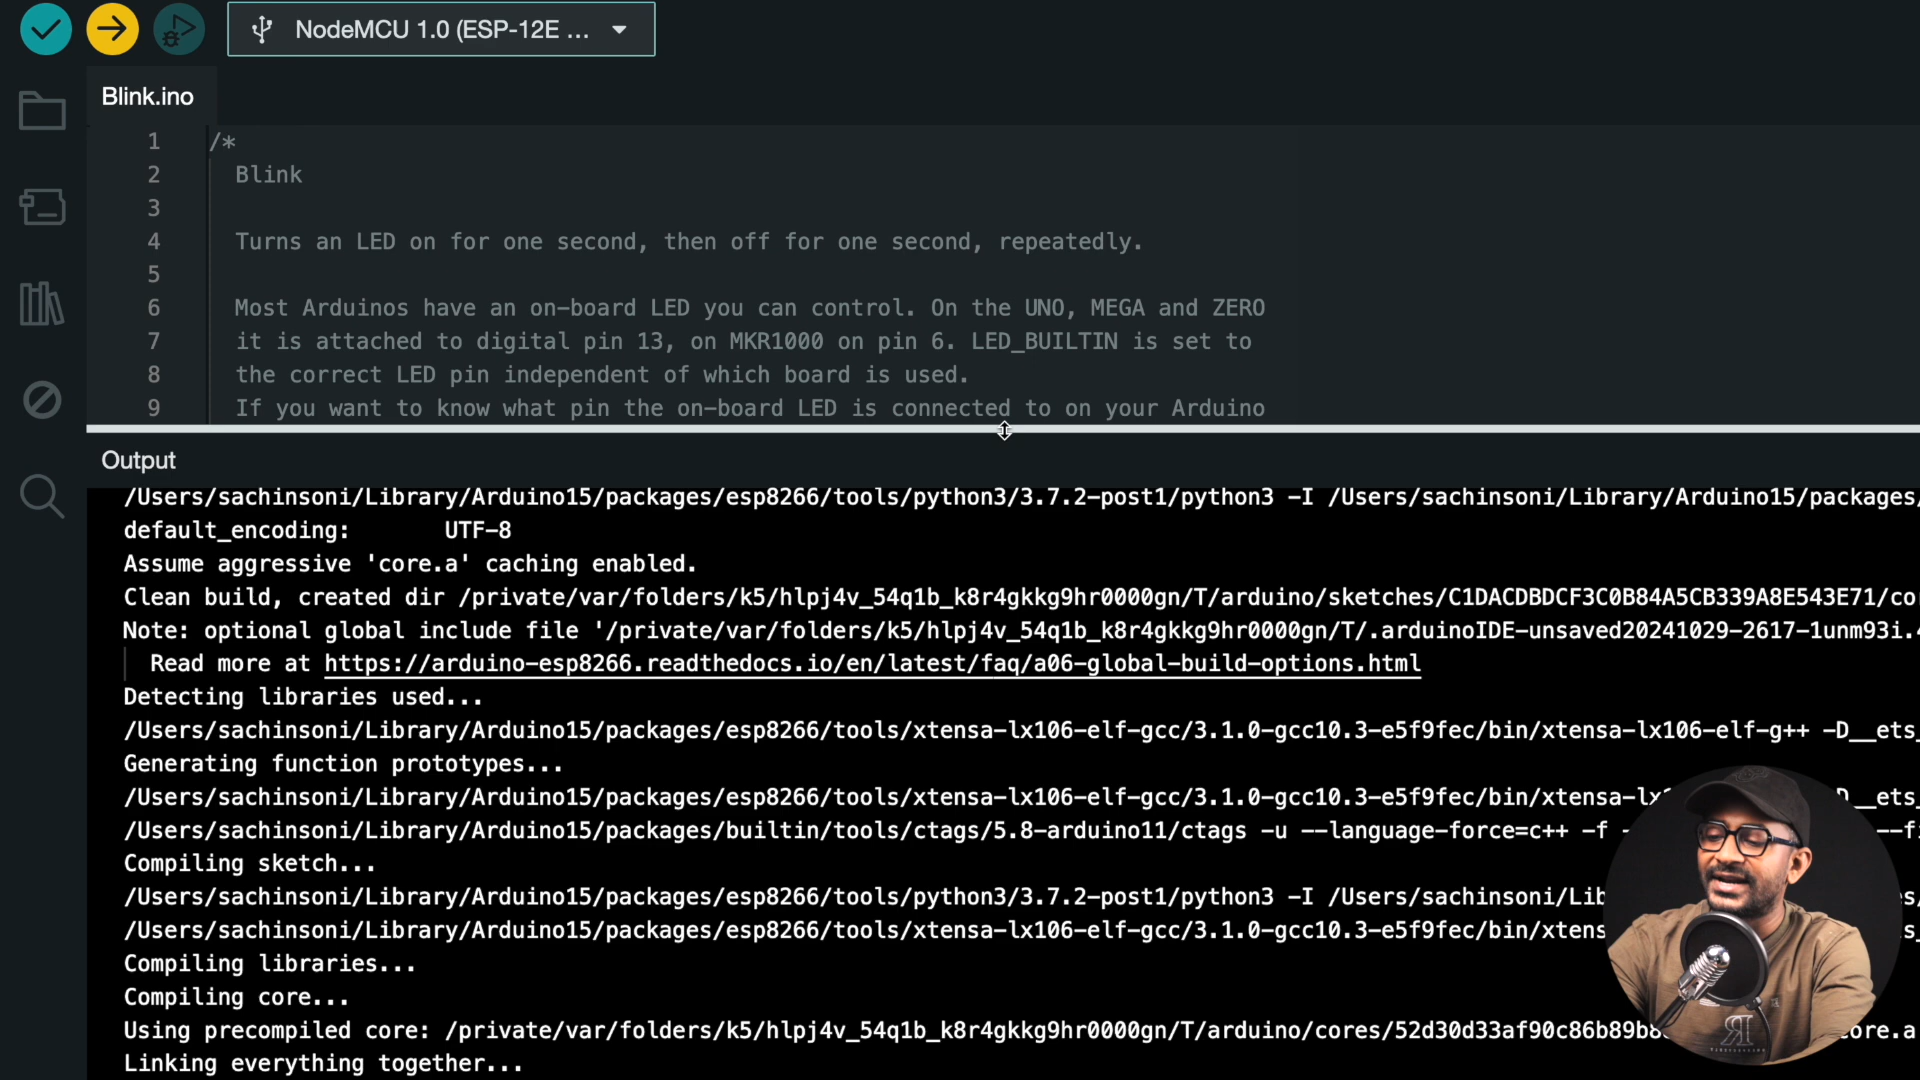 NodeMCU 1.0 (ESP-12E ...
Blink.ino
1 /*
2 Blink
3
4 Turns an LED on for one second, then off for one second, repeatedly.
5
6 Most Arduinos have an on-board LED you can control. On the UNO, MEGA and ZERO
7 it is attached to digital pin 13, on MKR1000 on pin 6. LED_BUILTIN is set to
8 the correct LED pin independent of which board is used.
9 If you want to know what pin the on-board LED is connected to on your Arduino
Output
/Users/sachinsoni/Library/Arduino15/packages/esp8266/tools/python3/3.7.2-post1/python3 -I /Users/sachinsoni/Library/Arduino15/packages/
default_encoding: UTF-8
Assume aggressive 'core.a' caching enabled.
Clean build, created dir /private/var/folders/k5/hlpj4v_54q1b_k8r4gkkg9hr0000gn/T/arduino/sketches/C1DACDBDCF3C0B84A5CB339A8E543E71/co
Note: optional global include file '/private/var/folders/k5/hlpj4v_54q1b_k8r4gkkg9hr0000gn/T/.arduinoIDE-unsaved20241029-2617-1unm93i.
Read more at https://arduino-esp8266.readthedocs.io/en/latest/faq/a06-global-build-options.html
Detecting libraries used...
/Users/sachinsoni/Library/Arduino15/packages/esp8266/tools/xtensa-lx106-elf-gcc/3.1.0-gcc10.3-e5f9fec/bin/xtensa-lx106-elf-g++ -D__ets_
Generating function prototypes...
/Users/sachinsoni/Library/Arduino15/packages/esp8266/tools/xtensa-lx106-elf-gcc/3.1.0-gcc10.3-e5f9fec/bin/xtensa-lx D__ets_
/Users/sachinsoni/Library/Arduino15/packages/builtin/tools/ctags/5.8-arduino11/ctags -u --language-force=c++ -f - --fi
Compiling sketch...
/Users/sachinsoni/Library/Arduino15/packages/esp8266/tools/python3/3.7.2-post1/python3 -I /Users/sachinsoni/Lib s/
/Users/sachinsoni/Library/Arduino15/packages/esp8266/tools/xtensa-lx106-elf-gcc/3.1.0-gcc10.3-e5f9fec/bin/xtens s_
Compiling libraries...
Compiling core...
Using precompiled core: /private/var/folders/k5/hlpj4v_54q1b_k8r4gkkg9hr0000gn/T/arduino/cores/52d30d33af90c86b89b8 ore.a
Linking everything together...